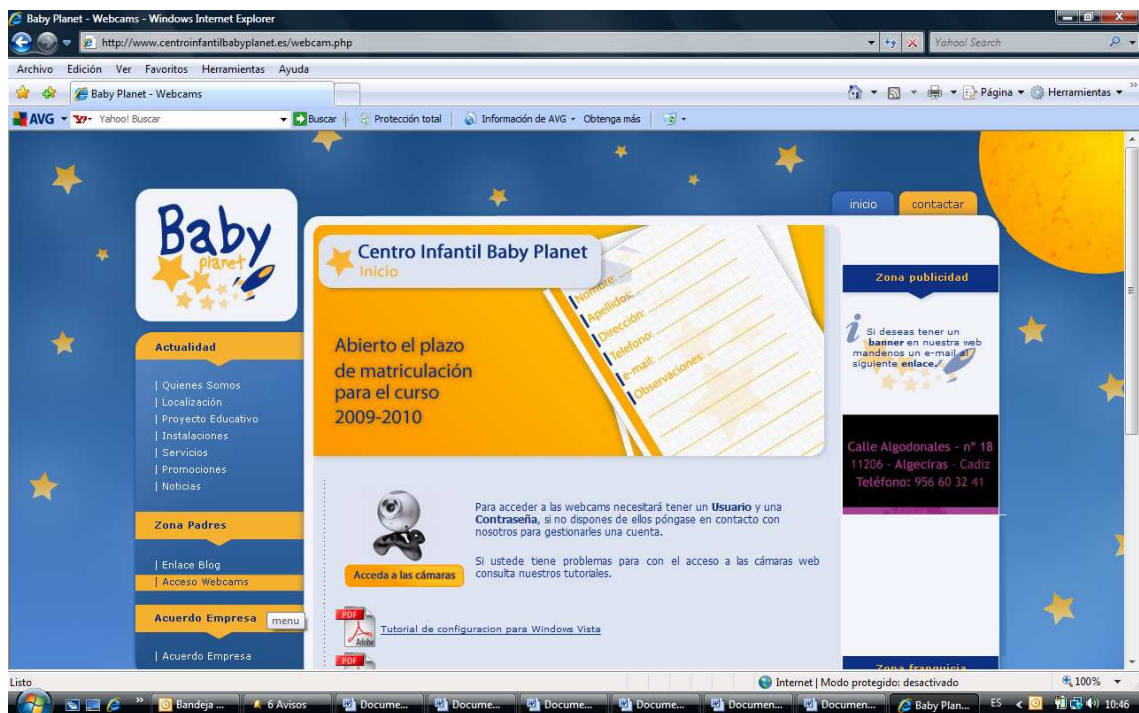 Baby Planet - Webcams - Windows Internet Explorer
http://www.centroinfantilbabyplanet.es/webcam.php
Yahoo! Search
Archivo Edición Ver Favoritos Herramientas Ayuda
Baby Planet - Webcams
Página Herramientas
AVG Yahoo! Buscar Buscar Protección total Información de AVG Obtenga más
inicio contactar
Baby
planet
Centro Infantil Baby Planet
Inicio
Nombre:
Apellidos:
Dirección:
Telefono:
e-mail:
Observaciones:
Abierto el plazo
de matriculación
para el curso
2009-2010
Actualidad
| Quienes Somos
| Localización
| Proyecto Educativo
| Instalaciones
| Servicios
| Promociones
| Noticias
Zona Padres
| Enlace Blog
| Acceso Webcams
Acuerdo Empresa
menu
| Acuerdo Empresa
Para acceder a las webcams necesitará tener un Usuario y una
Contraseña, si no dispones de ellos póngase en contacto con
nosotros para gestionarles una cuenta.
Si ustede tiene problemas para con el acceso a las cámaras web
consulta nuestros tutoriales.
Acceda a las cámaras
PDF
Adobe
Tutorial de configuracion para Windows Vista
PDF
Zona publicidad
Si deseas tener un
banner en nuestra web
mandenos un e-mail al
siguiente enlace.
Calle Algodonales - nº 18
11206 - Algeciras - Cadiz
Teléfono: 956 60 32 41
Zona franquicia
Listo
Internet | Modo protegido: desactivado
100%
Bandeja ... 6 Avisos Docume... Docume... Docume... Docume... Documen... Documen... Baby Plan... ES 10:46